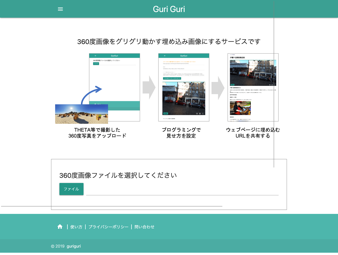 Guri Guri
360度画像をグリグリ動かす埋め込み画像にするサービスです
THETA等で撮影した
360度写真をアップロード
プログラミングで
見せ方を設定
ウェブページに埋め込む
URLを共有する
360度画像ファイルを選択してください
ファイル
使い方
プライバシーポリシー
問い合わせ
© 2018 guriguri